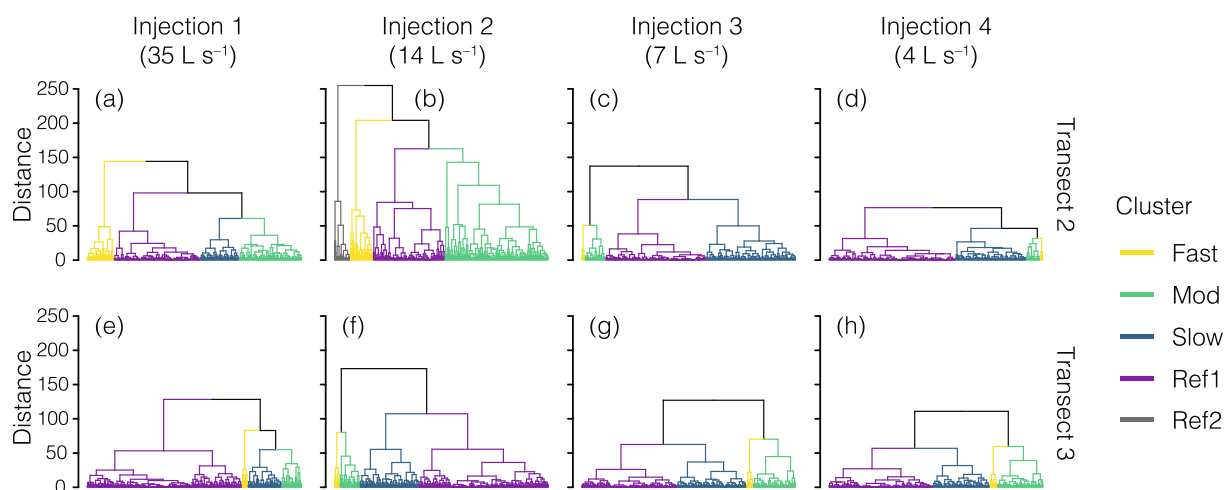 Injection 1
(35 L s⁻¹)
Injection 2
(14 L s⁻¹)
Injection 3
(7 L s⁻¹)
Injection 4
(4 L s⁻¹)
Distance
250
200
150
100
50
0
(a)
(b)
(c)
(d)
Transect 2
Distance
250
200
150
100
50
0
(e)
(f)
(g)
(h)
Transect 3
Cluster
Fast
Mod
Slow
Ref1
Ref2